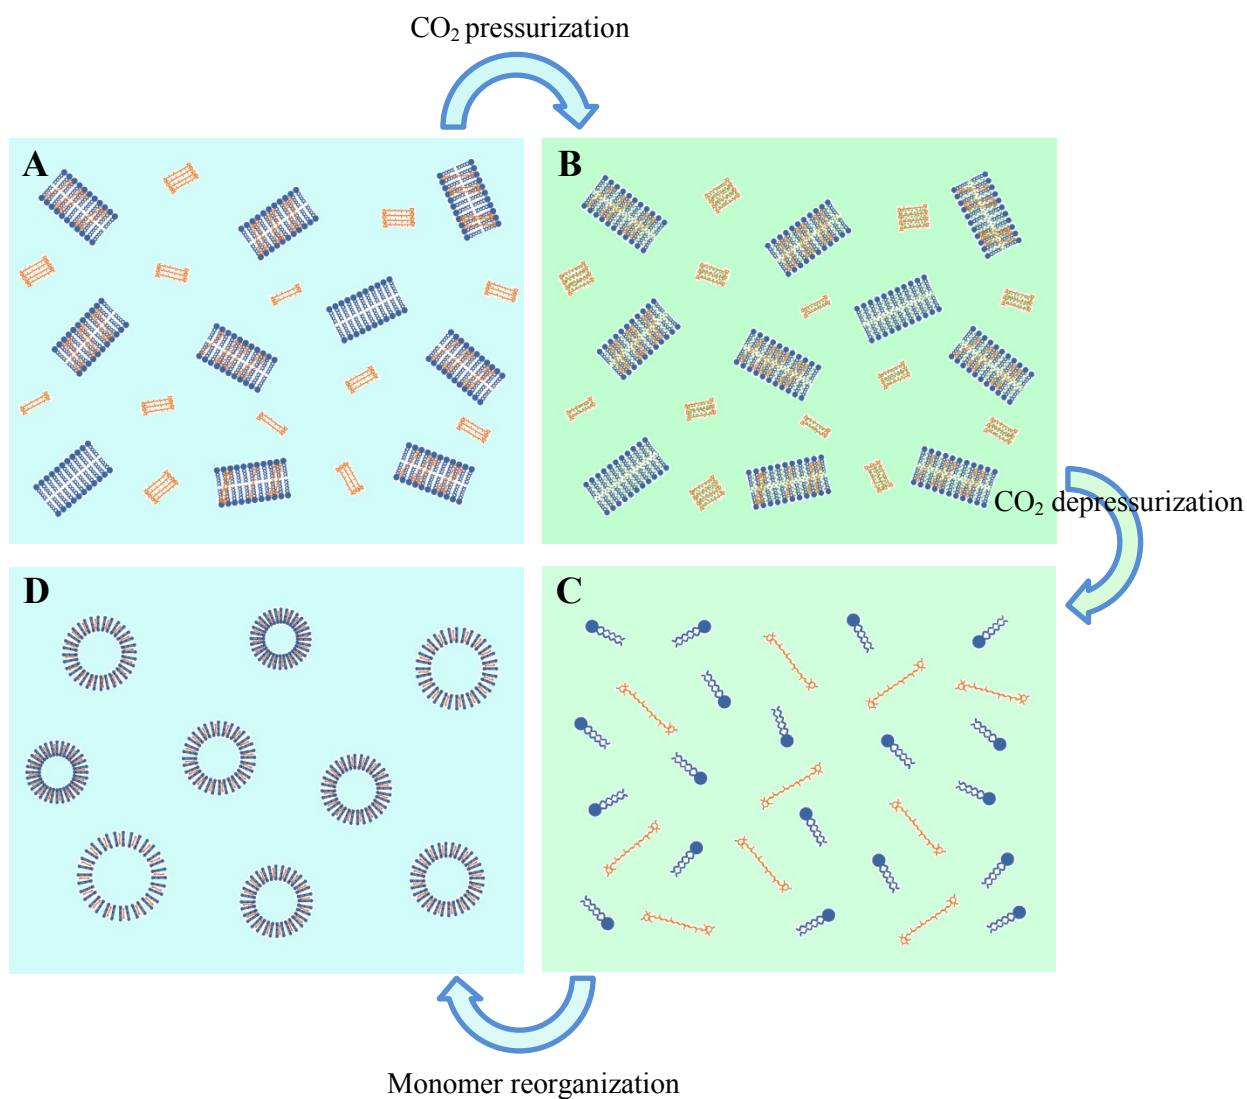 CO₂ pressurization
A
B
CO₂ depressurization
D
C
Monomer reorganization